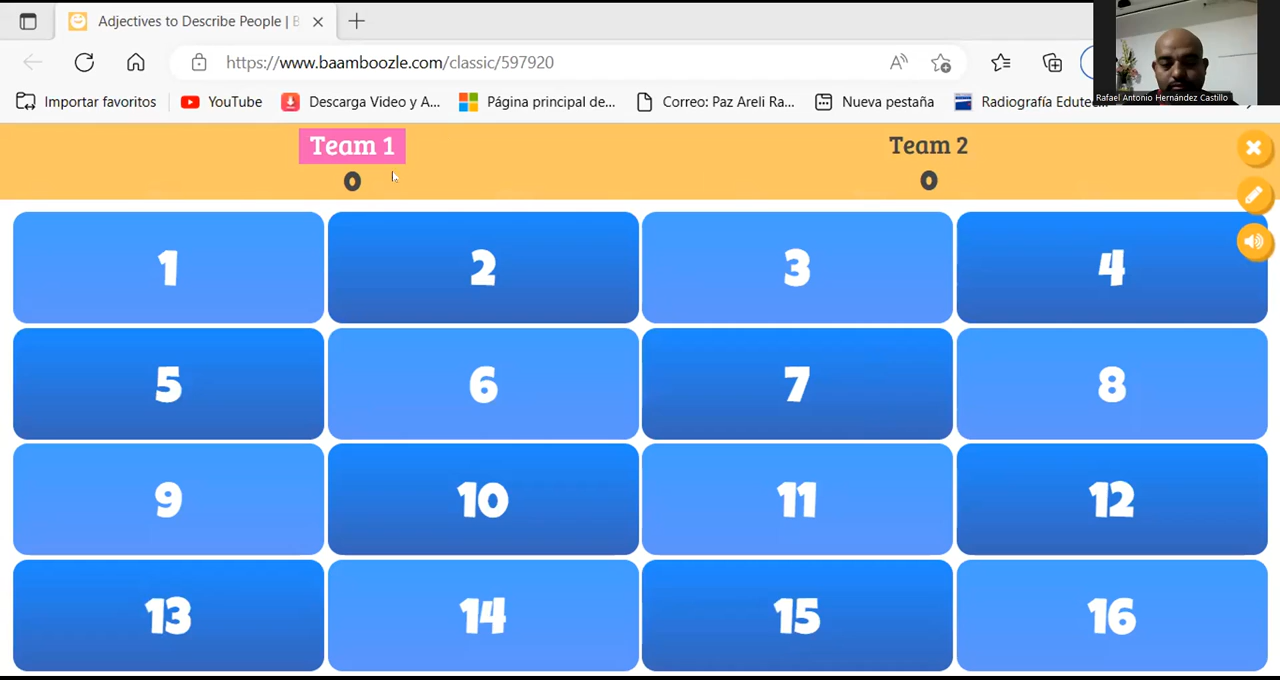 Adjectives to Describe People | B
https://www.baamboozle.com/classic/597920
Importar favoritos
YouTube
Descarga Video y A...
Página principal de...
Correo: Paz Areli Ra...
Nueva pestaña
Radiografía Edutec...
Rafael Antonio Hernández Castillo
Team 1
0
Team 2
0
1
2
3
4
5
6
7
8
9
10
11
12
13
14
15
16